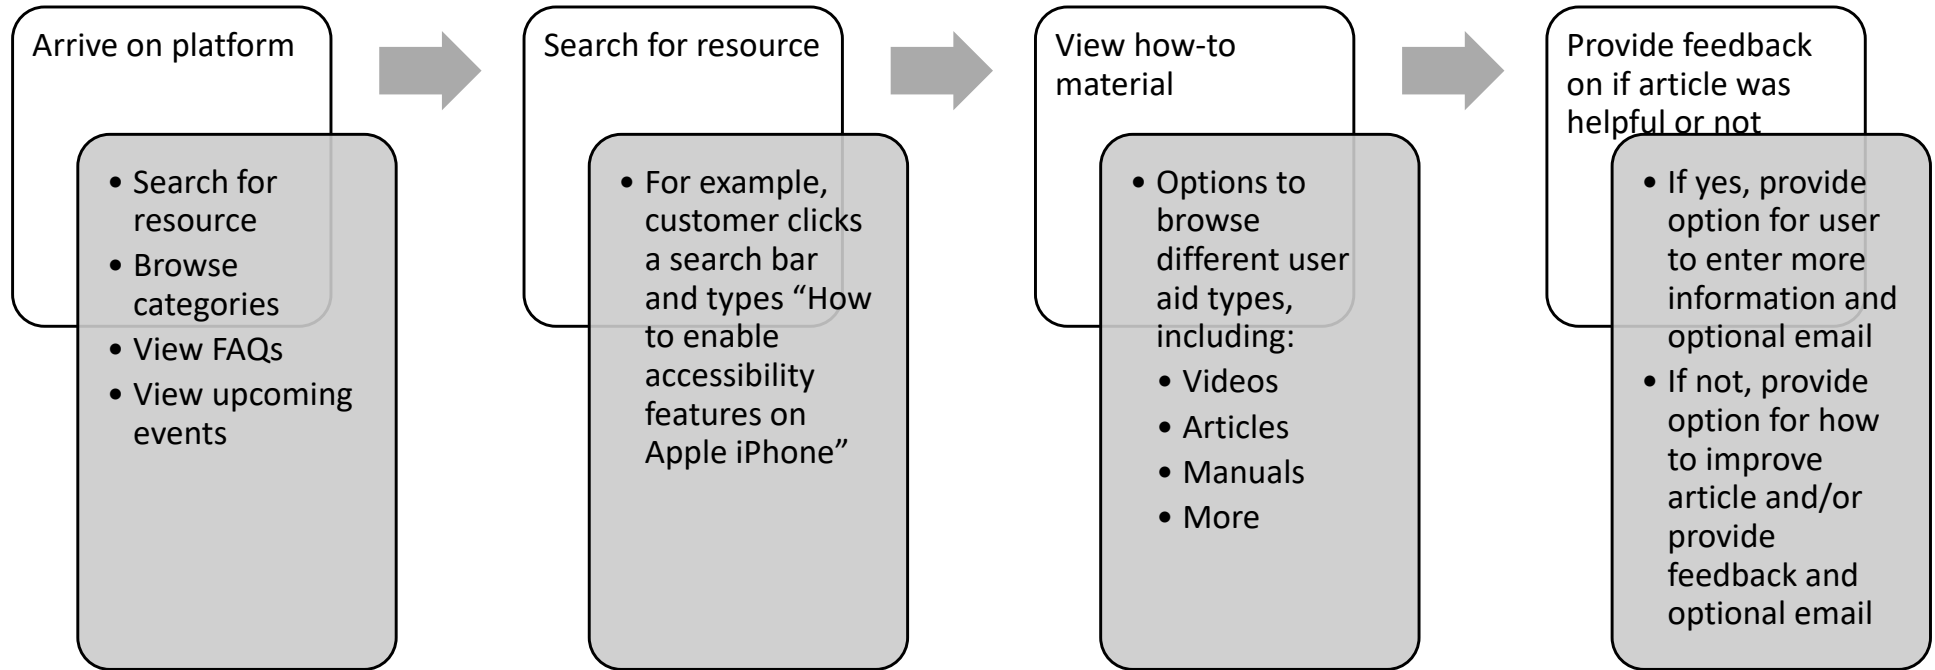 Arrive on platform
• Search for
resource
• Browse
categories
• View FAQs
• View upcoming
events
Search for resource
• For example,
customer clicks
a search bar
and types “How
to enable
accessibility
features on
Apple iPhone”
View how-to
material
• Options to
browse
different user
aid types,
including:
• Videos
• Articles
• Manuals
• More
Provide feedback
on if article was
helpful or not
• If yes, provide
option for user
to enter more
information and
optional email
• If not, provide
option for how
to improve
article and/or
provide
feedback and
optional email